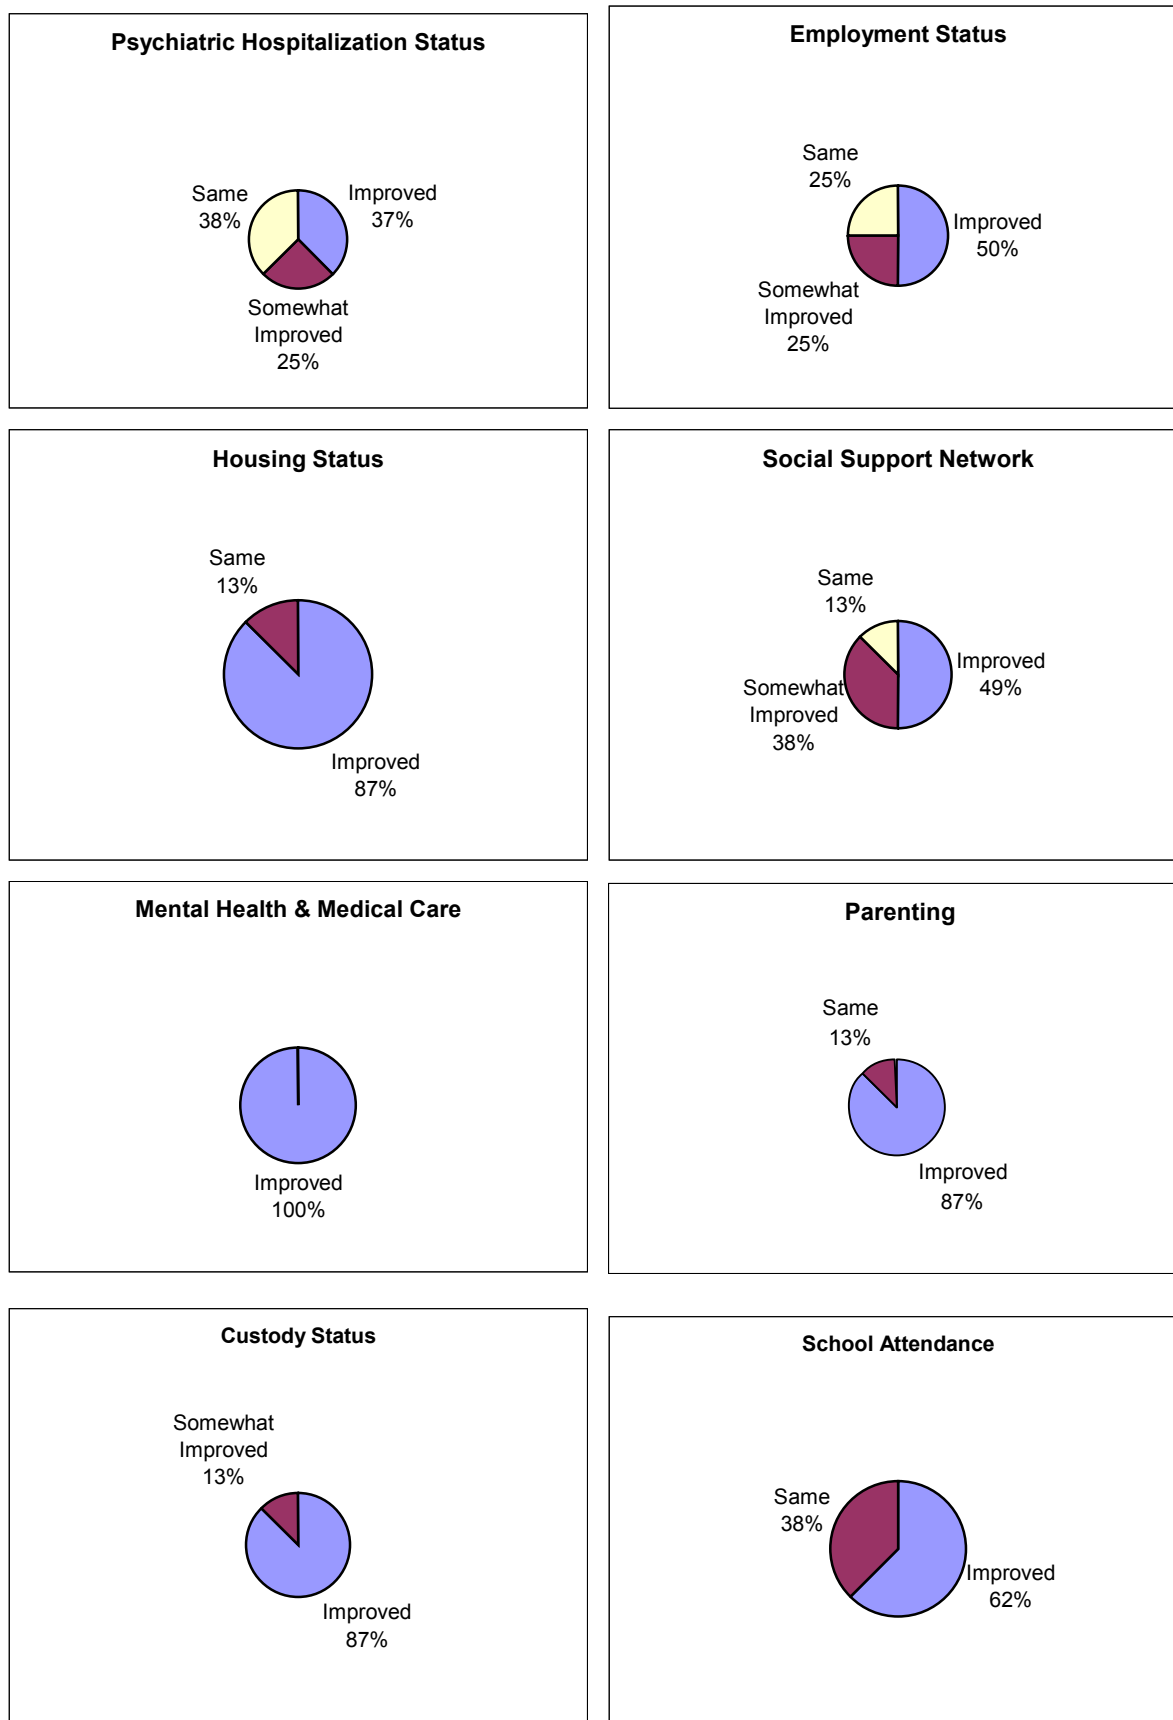 Psychiatric Hospitalization Status
Same
38%
Improved
37%
Somewhat
Improved
25%
Employment Status
Same
25%
Improved
50%
Somewhat
Improved
25%
Housing Status
Same
13%
Improved
87%
Social Support Network
Same
13%
Improved
49%
Somewhat
Improved
38%
Mental Health & Medical Care
Improved
100%
Parenting
Same
13%
Improved
87%
Custody Status
Somewhat
Improved
13%
Improved
87%
School Attendance
Same
38%
Improved
62%